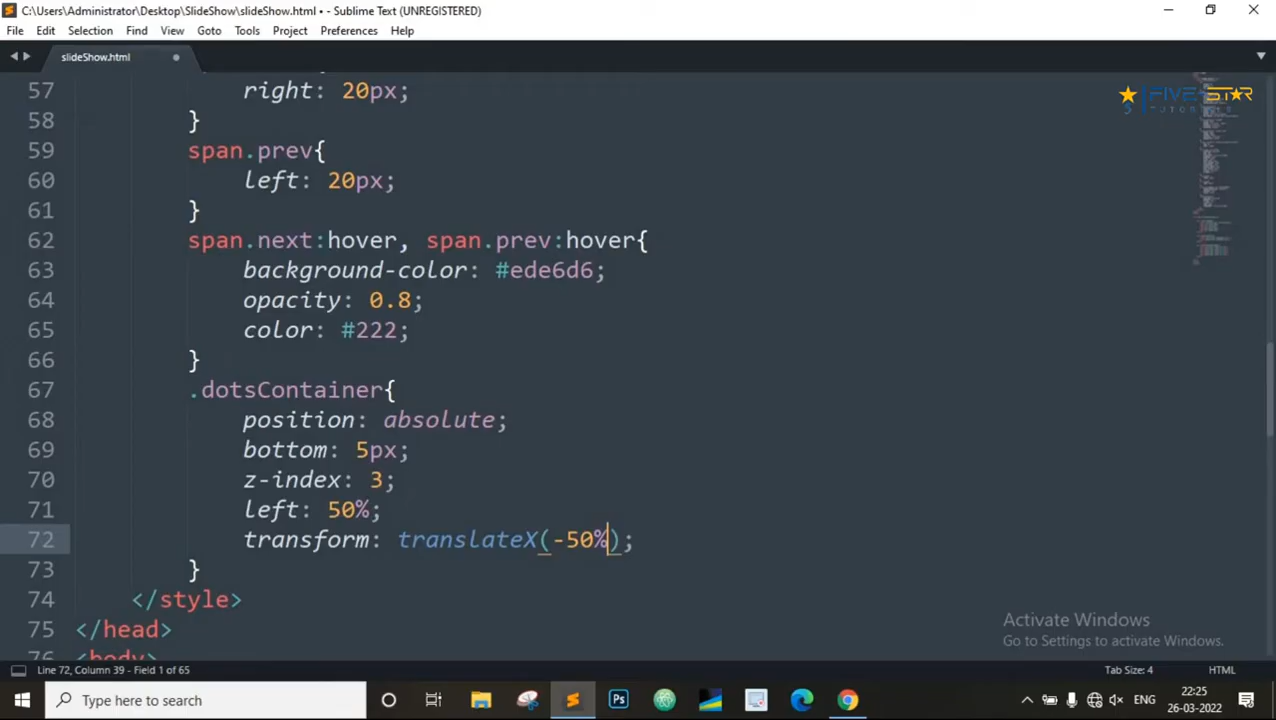 C:\Users\Administrator\Desktop\SlideShow\slideShow.html • - Sublime Text (UNREGISTERED)
File Edit Selection Find View Goto Tools Project Preferences Help
slideShow.html
FIVE STAR
57 right: 20px;
58 }
59 span.prev{
60 left: 20px;
61 }
62 span.next:hover, span.prev:hover{
63 background-color: #ede6d6;
64 opacity: 0.8;
65 color: #222;
66 }
67 .dotsContainer{
68 position: absolute;
69 bottom: 5px;
70 z-index: 3;
71 left: 50%;
72 transform: translateX(-50%);
73 }
74 </style>
75 </head>
76 <body>
Activate Windows
Go to Settings to activate Windows.
Line 72, Column 39 - Field 1 of 65 Tab Size: 4 HTML
Type here to search
ENG
22:25
26-03-2022